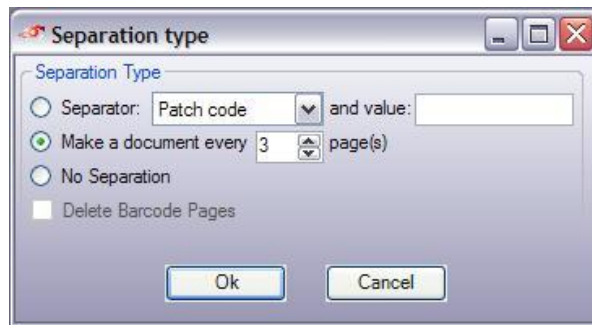 Separation type
Separation Type
Separator: Patch code and value:
Make a document every 3 page(s)
No Separation
Delete Barcode Pages
Ok Cancel